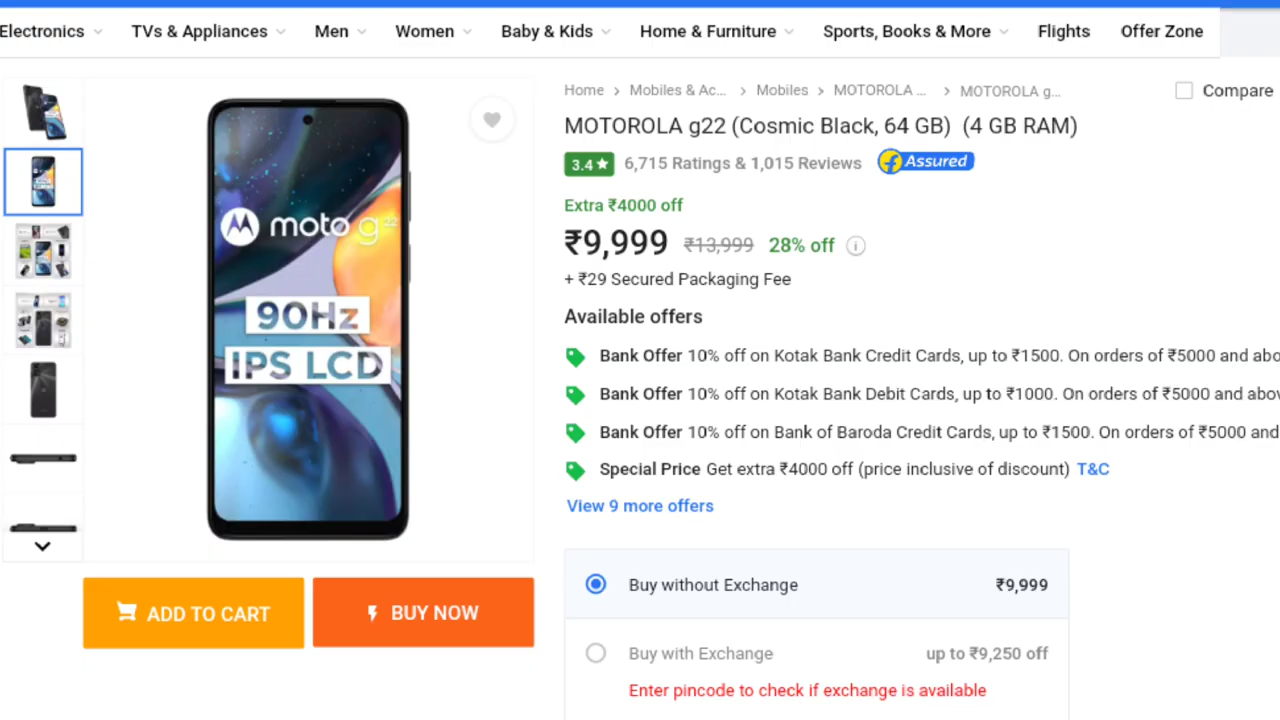 Electronics TVs & Appliances Men Women Baby & Kids Home & Furniture Sports, Books & More Flights Offer Zone
Home Mobiles & Ac... Mobiles MOTOROLA ... MOTOROLA g... Compare
MOTOROLA g22 (Cosmic Black, 64 GB) (4 GB RAM)
3.4 6,715 Ratings & 1,015 Reviews Assured
Extra ₹4000 off
₹9,999 ₹13,999 28% off
+ ₹29 Secured Packaging Fee
Available offers
Bank Offer 10% off on Kotak Bank Credit Cards, up to ₹1500. On orders of ₹5000 and abo
Bank Offer 10% off on Kotak Bank Debit Cards, up to ₹1000. On orders of ₹5000 and abov
Bank Offer 10% off on Bank of Baroda Credit Cards, up to ₹1500. On orders of ₹5000 and
Special Price Get extra ₹4000 off (price inclusive of discount) T&C
View 9 more offers
moto g22
90Hz
IPS LCD
ADD TO CART BUY NOW
Buy without Exchange ₹9,999
Buy with Exchange up to ₹9,250 off
Enter pincode to check if exchange is available